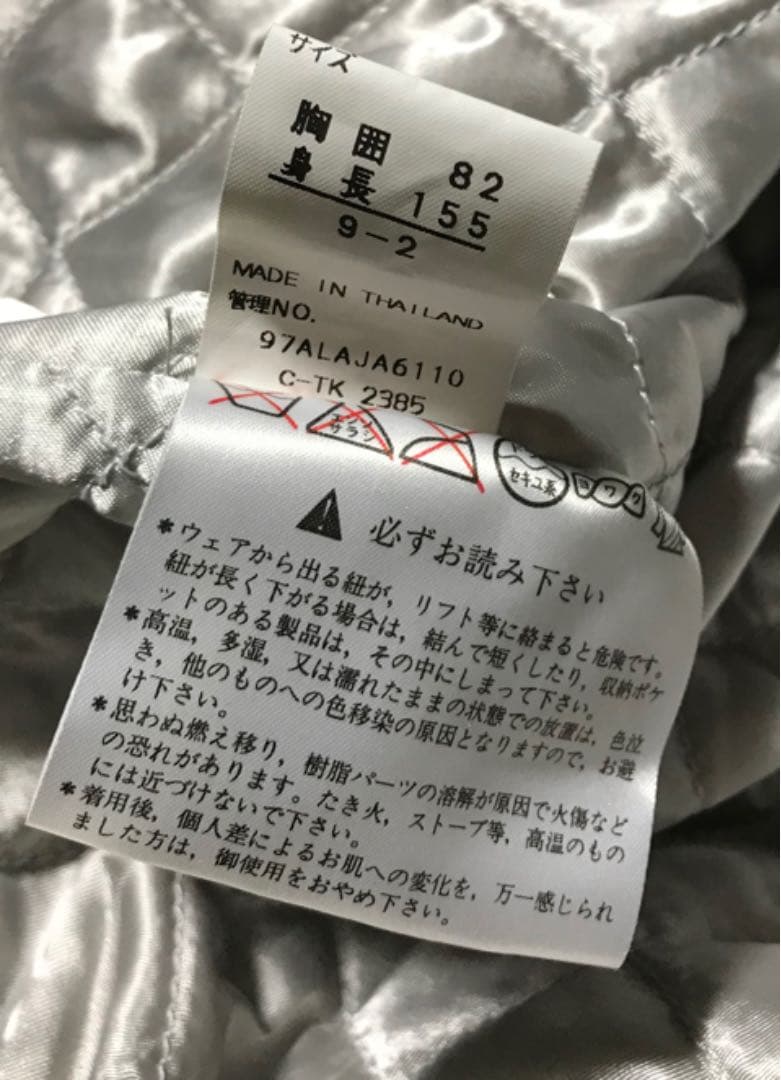 サイズ
胸囲 82
身長 155
9-2
MADE IN THAILAND
管理NO.
97ALAJA6110
C-TK 2385
エンソ
サラシ
ドライ
セキユ系
ヨワク
必ずお読み下さい
*ウェアから出る紐が,リフト等に絡まると危険です。
紐が長く下がる場合は,結んで短くしたり,収納ポケ
ットのある製品は,その中にしまって下さい。
*高温,多湿,又は濡れたままの状態での放置は,色泣
き,他のものへの色移染の原因となりますので,お避
け下さい。
*思わぬ燃え移り,樹脂パーツの溶解が原因で火傷など
の恐れがあります。たき火,ストーブ等,高温のもの
には近づけないで下さい。
*着用後,個人差によるお肌への変化を,万一感じられ
ました方は,御使用をおやめ下さい。